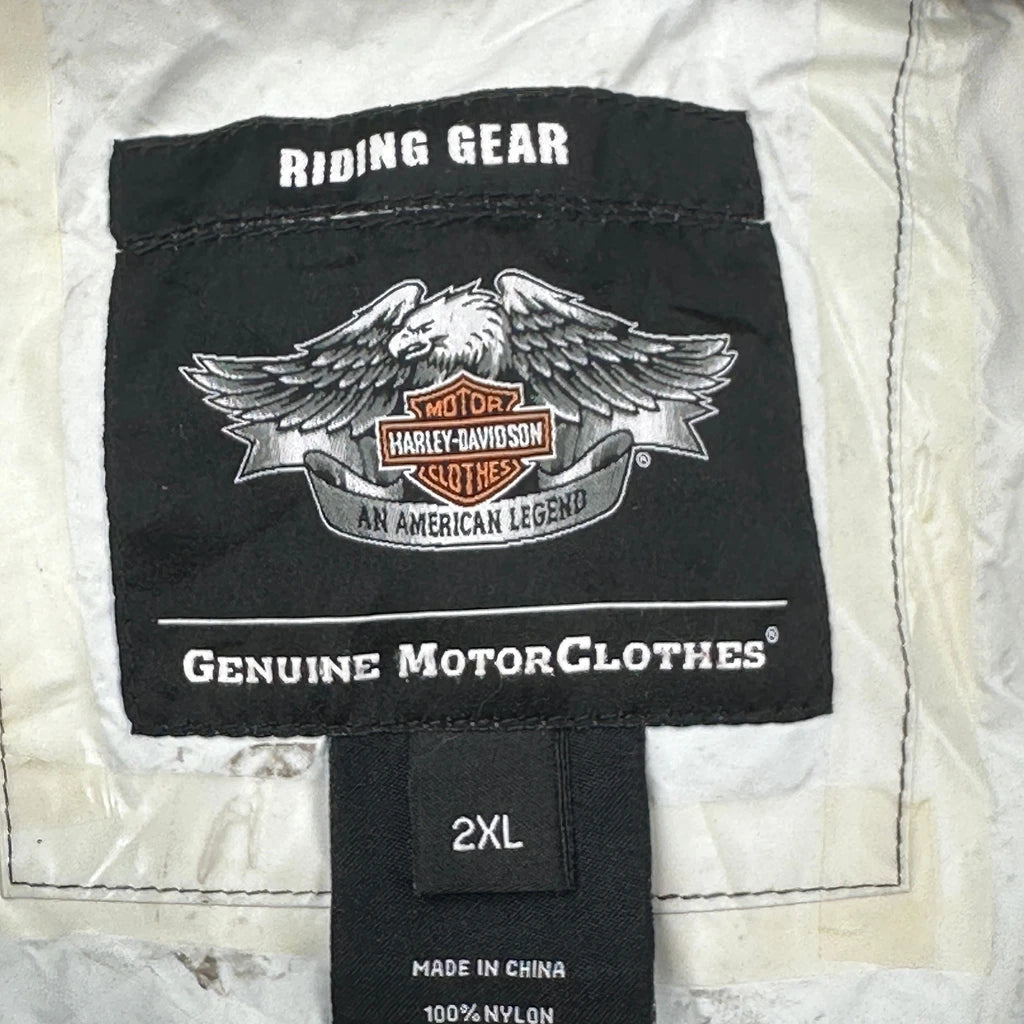 RIDING GEAR
MOTOR
HARLEY-DAVIDSON
CLOTHES
®
AN AMERICAN LEGEND
GENUINE MOTORCLOTHES®
2XL
MADE IN CHINA
100% NYLON